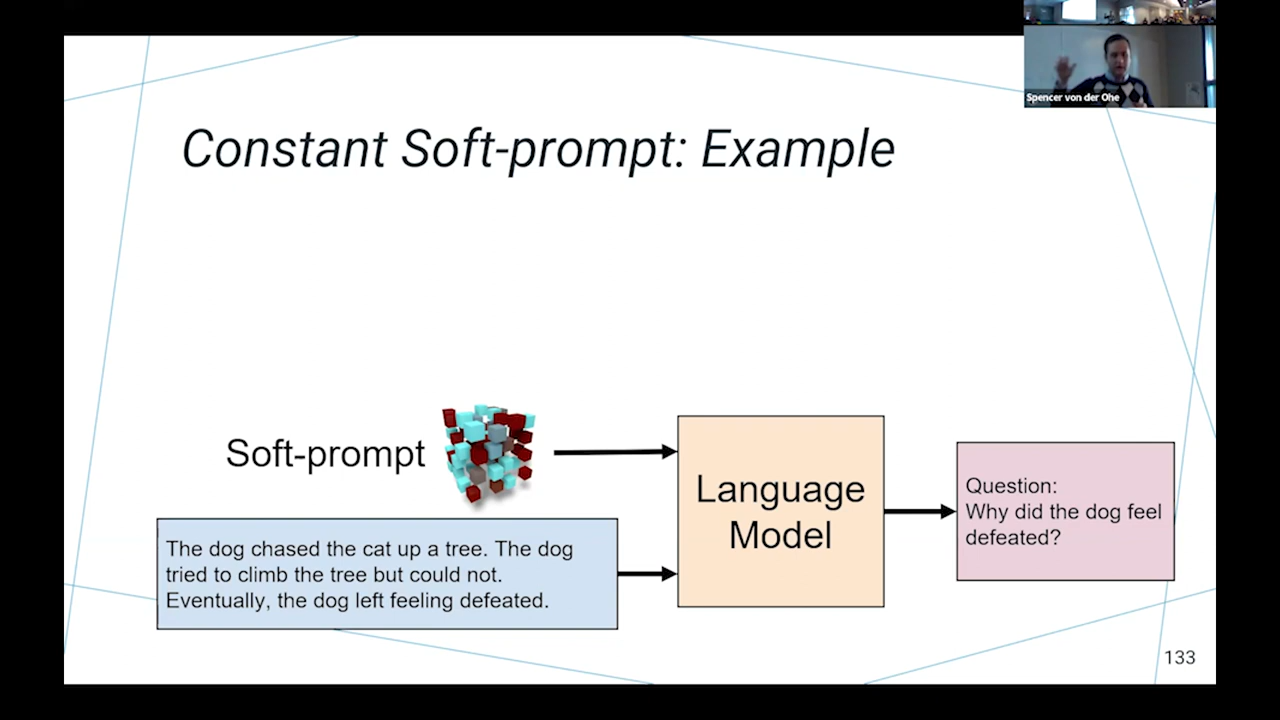 Spencer von der Ohe
Constant Soft-prompt: Example
Soft-prompt
The dog chased the cat up a tree. The dog
tried to climb the tree but could not.
Eventually, the dog left feeling defeated.
Language
Model
Question:
Why did the dog feel
defeated?
133